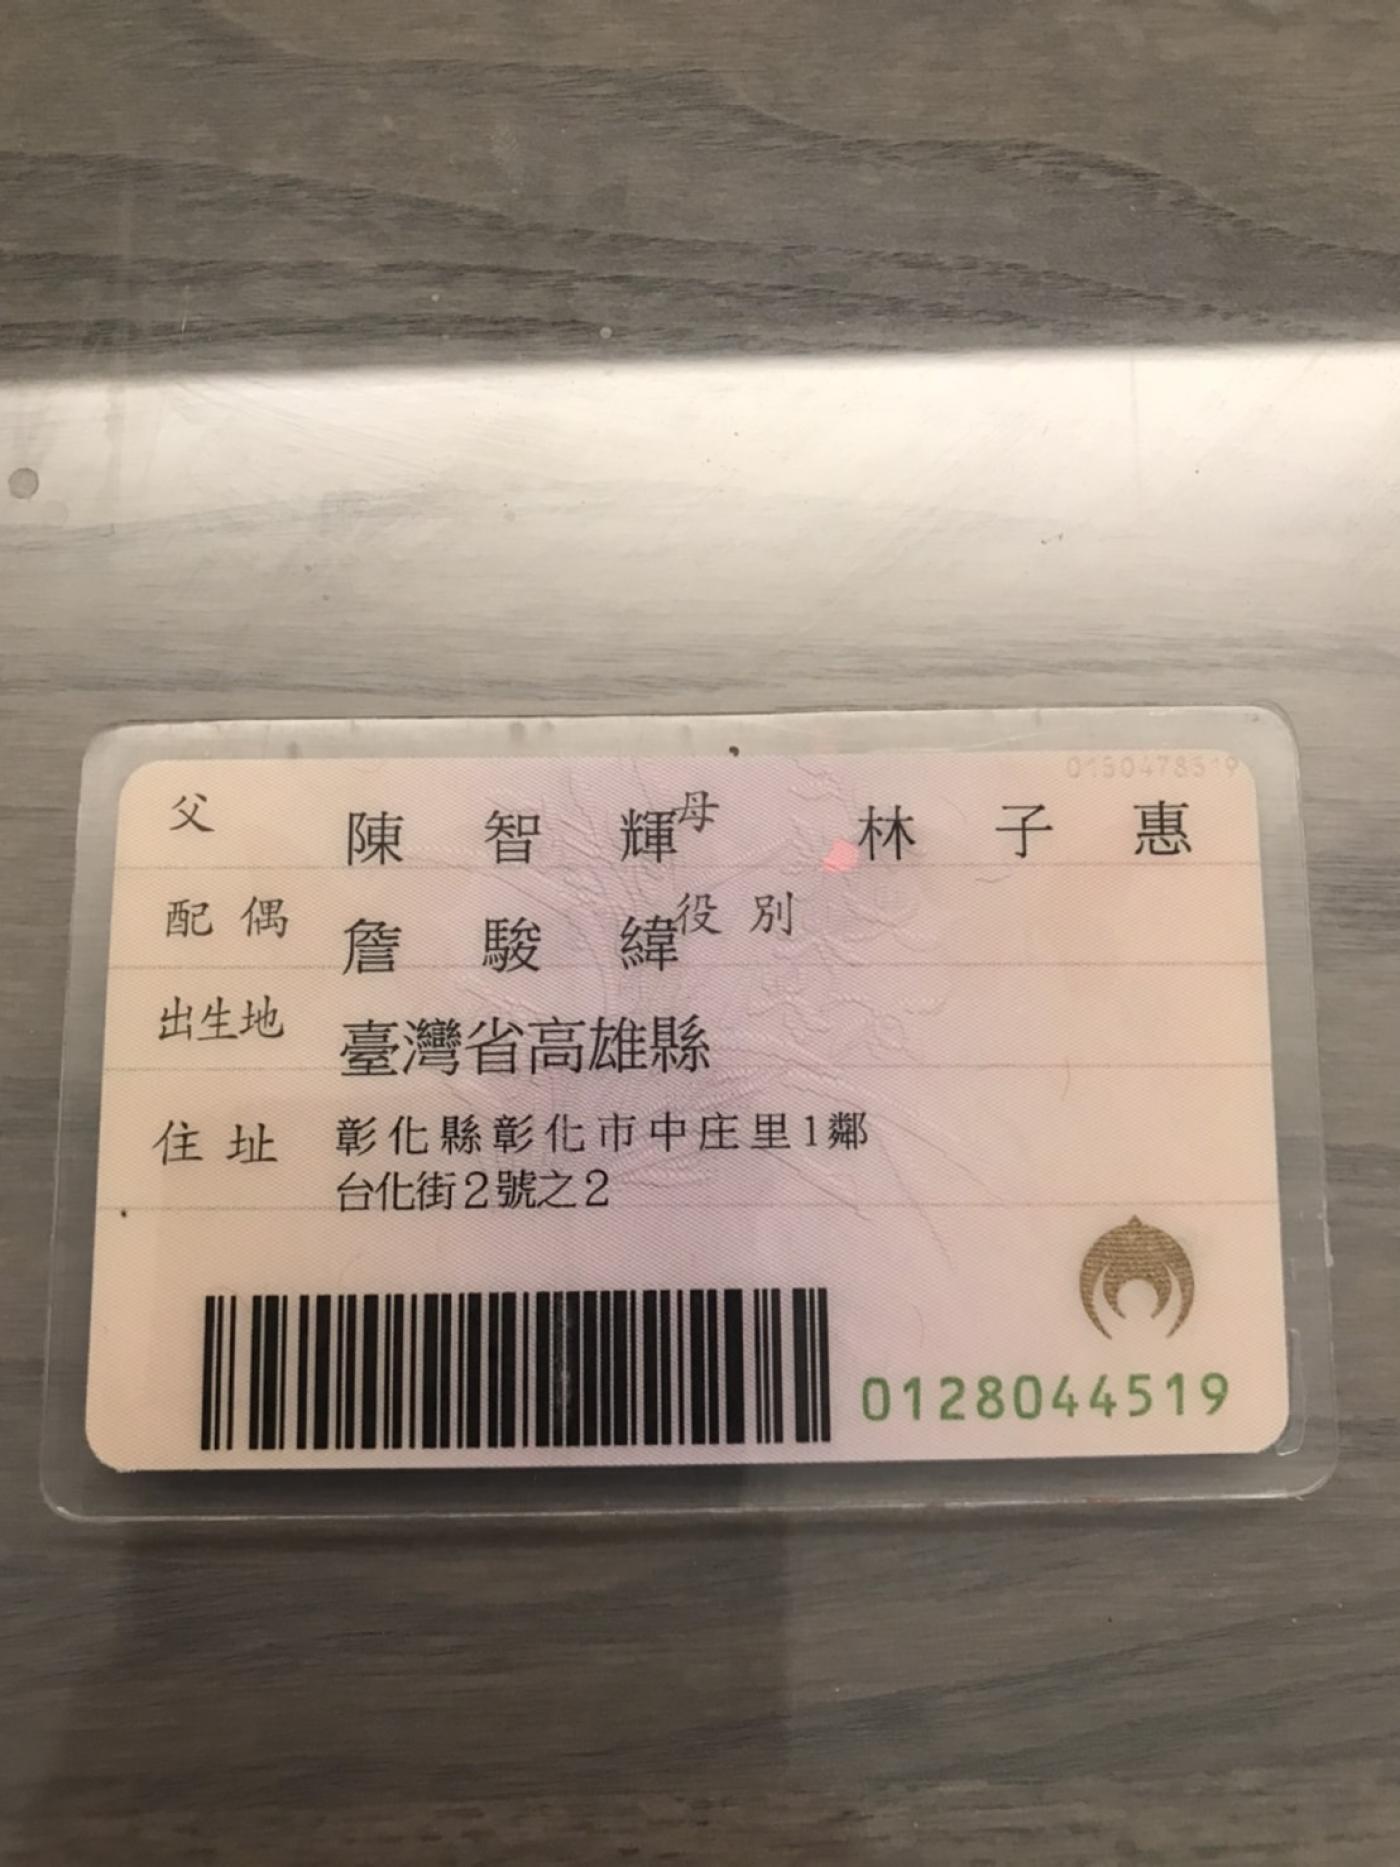 0150478519
父 陳智輝 母 林子惠
配偶 詹駿緯 役別
出生地 臺灣省高雄縣
住址 彰化縣彰化市中庄里1鄰
台化街2號之2
0128044519